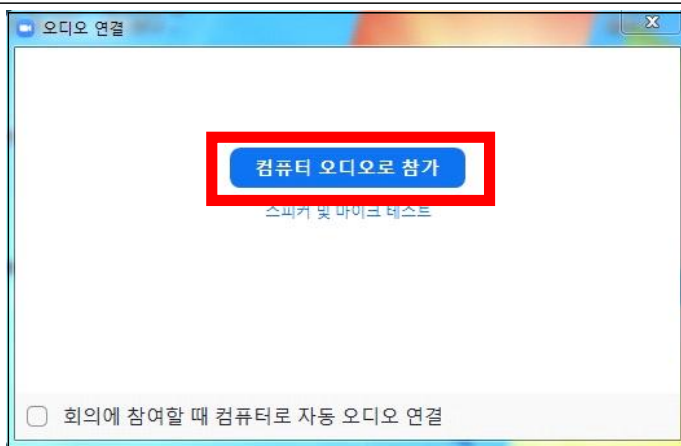 오디오 연결
컴퓨터 오디오로 참가
스피커 및 마이크 테스트
회의에 참여할 때 컴퓨터로 자동 오디오 연결